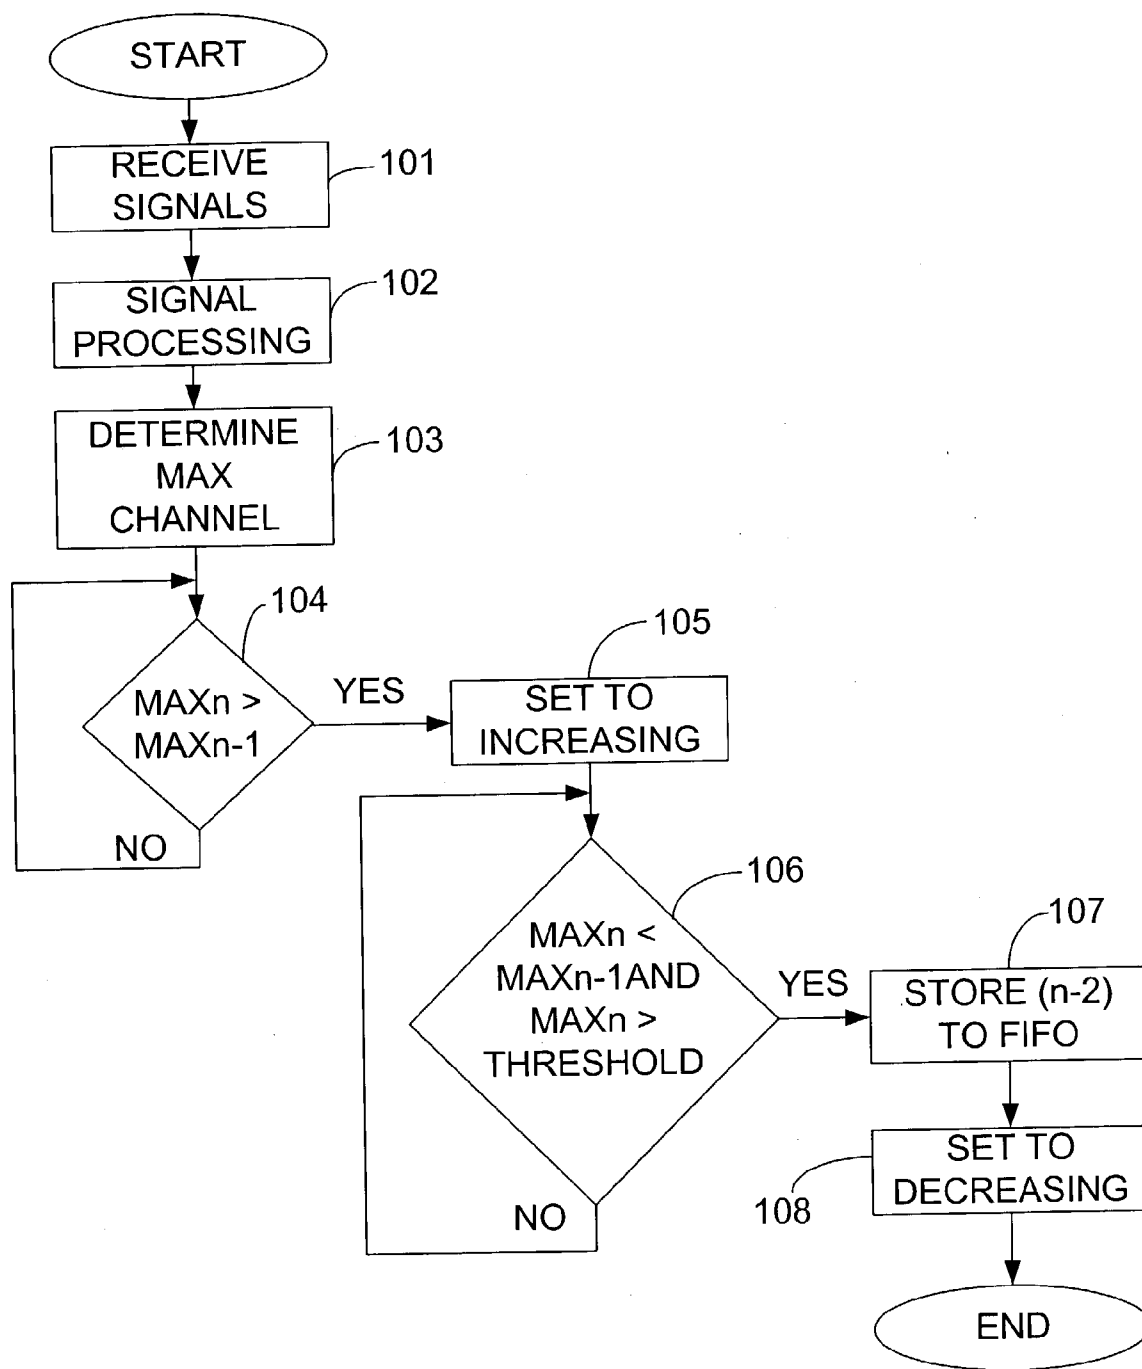 START
RECEIVE
SIGNALS
101
SIGNAL
PROCESSING
102
DETERMINE
MAX
CHANNEL
103
104
MAXn >
MAXn-1
YES
NO
105
SET TO
INCREASING
106
MAXn <
MAXn-1AND
MAXn >
THRESHOLD
YES
NO
107
STORE (n-2)
TO FIFO
SET TO
DECREASING
108
END